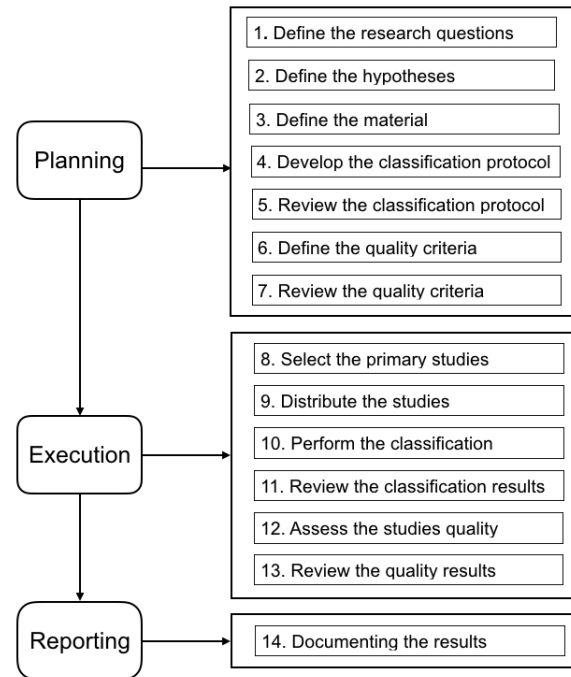 1. Define the research questions
2. Define the hypotheses
3. Define the material
Planning
4. Develop the classification protocol
5. Review the classification protocol
6. Define the quality criteria
7. Review the quality criteria
8. Select the primary studies
9. Distribute the studies
Execution
10. Perform the classification
11. Review the classification results
12. Assess the studies quality
13. Review the quality results
Reporting
14. Documenting the results